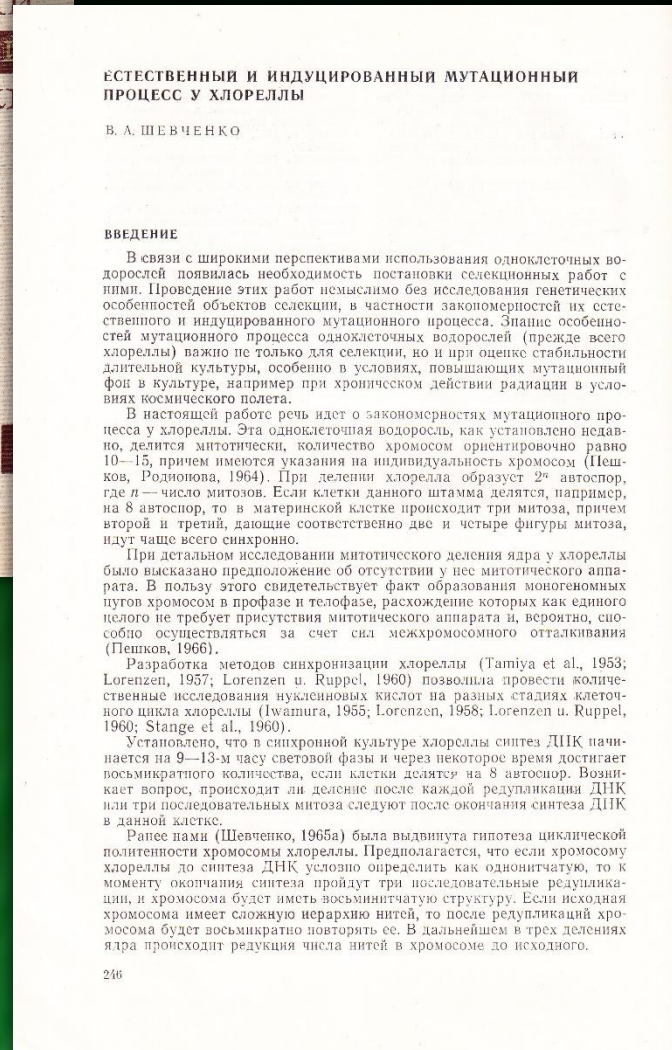 ЕСТЕСТВЕННЫЙ И ИНДУЦИРОВАННЫЙ МУТАЦИОННЫЙ
ПРОЦЕСС У ХЛОРЕЛЛЫ
В. А. ШЕВЧЕНКО
ВВЕДЕНИЕ
В связи с широкими перспективами использования одноклеточных во-
дорослей появилась необходимость постановки селекционных работ с
ними. Проведение этих работ немыслимо без исследования генетических
особенностей объектов селекции, в частности закономерностей их есте-
ственного и индуцированного мутационного процесса. Знание особенно-
стей мутационного процесса одноклеточных водорослей (прежде всего
хлореллы) важно не только для селекции, но и при оценке стабильности
длительной культуры, особенно в условиях, повышающих мутационный
фон в культуре, например при хроническом действии радиации в усло-
виях космического полета.
В настоящей работе речь идет о закономерностях мутационного про-
цесса у хлореллы. Эта одноклеточная водоросль, как установлено недав-
но, делится митотически, количество хромосом ориентировочно равно
10—15, причем имеются указания на индивидуальность хромосом (Пеш-
ков, Родионова, 1964). При делении хлорелла образует 2ⁿ автоспор,
где n — число митозов. Если клетки данного штамма делятся, например,
на 8 автоспор, то в материнской клетке происходит три митоза, причем
второй и третий, дающие соответственно две и четыре фигуры митоза,
идут чаще всего синхронно.
При детальном исследовании митотического деления ядра у хлореллы
было высказано предположение об отсутствии у нее митотического аппа-
рата. В пользу этого свидетельствует факт образования моногеномных
цугов хромосом в профазе и телофазе, расхождение которых как единого
целого не требует присутствия митотического аппарата и, вероятно, спо-
собно осуществляться за счет сил межхромосомного отталкивания
(Пешков, 1966).
Разработка методов синхронизации хлореллы (Tamiya et al., 1953;
Lorenzen, 1957; Lorenzen u. Ruppel, 1960) позволила провести количе-
ственные исследования нуклеиновых кислот на разных стадиях клеточ-
ного цикла хлореллы (Iwamura, 1955; Lorenzen, 1958; Lorenzen u. Ruppel,
1960; Stange et al., 1960).
Установлено, что в синхронной культуре хлореллы синтез ДНК начи-
нается на 9—13-м часу световой фазы и через некоторое время достигает
восьмикратного количества, если клетки делятся на 8 автоспор. Возни-
кает вопрос, происходит ли деление после каждой редупликации ДНК
или три последовательных митоза следуют после окончания синтеза ДНК
в данной клетке.
Ранее нами (Шевченко, 1965а) была выдвинута гипотеза циклической
политенности хромосомы хлореллы. Предполагается, что если хромосому
хлореллы до синтеза ДНК условно определить как однонитчатую, то к
моменту окончания синтеза пройдут три последовательные редуплика-
ции, и хромосома будет иметь восьминитчатую структуру. Если исходная
хромосома имеет сложную иерархию нитей, то после редупликаций хро-
мосома будет восьмикратно повторять ее. В дальнейшем в трех делениях
ядра происходит редукция числа нитей в хромосоме до исходного.
246